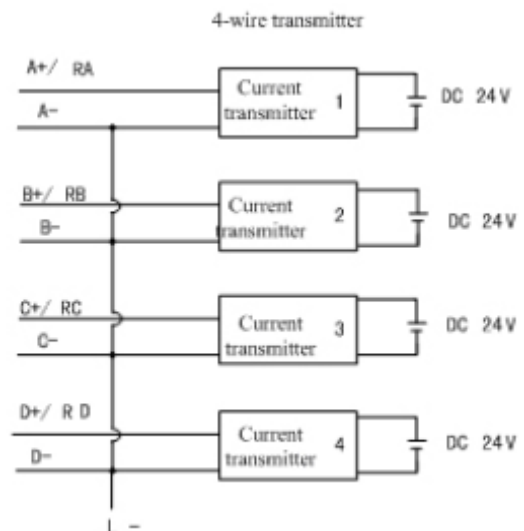 4-wire transmitter
A+/ RA
A-
Current
transmitter
1
DC 24V
B+/ RB
B-
Current
transmitter
2
DC 24V
C+/ RC
C-
Current
transmitter
3
DC 24V
D+/ R D
D-
Current
transmitter
4
DC 24V
L -